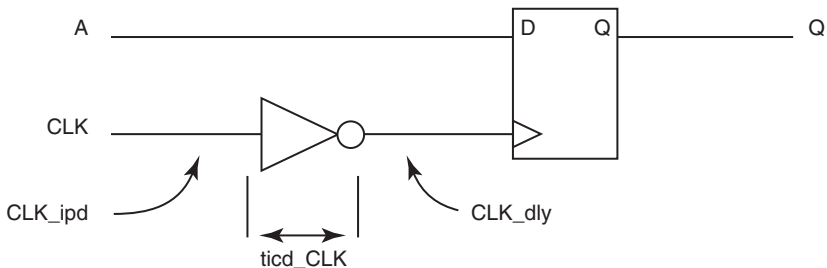 A
D Q
Q
CLK
CLK_ipd
CLK_dly
ticd_CLK